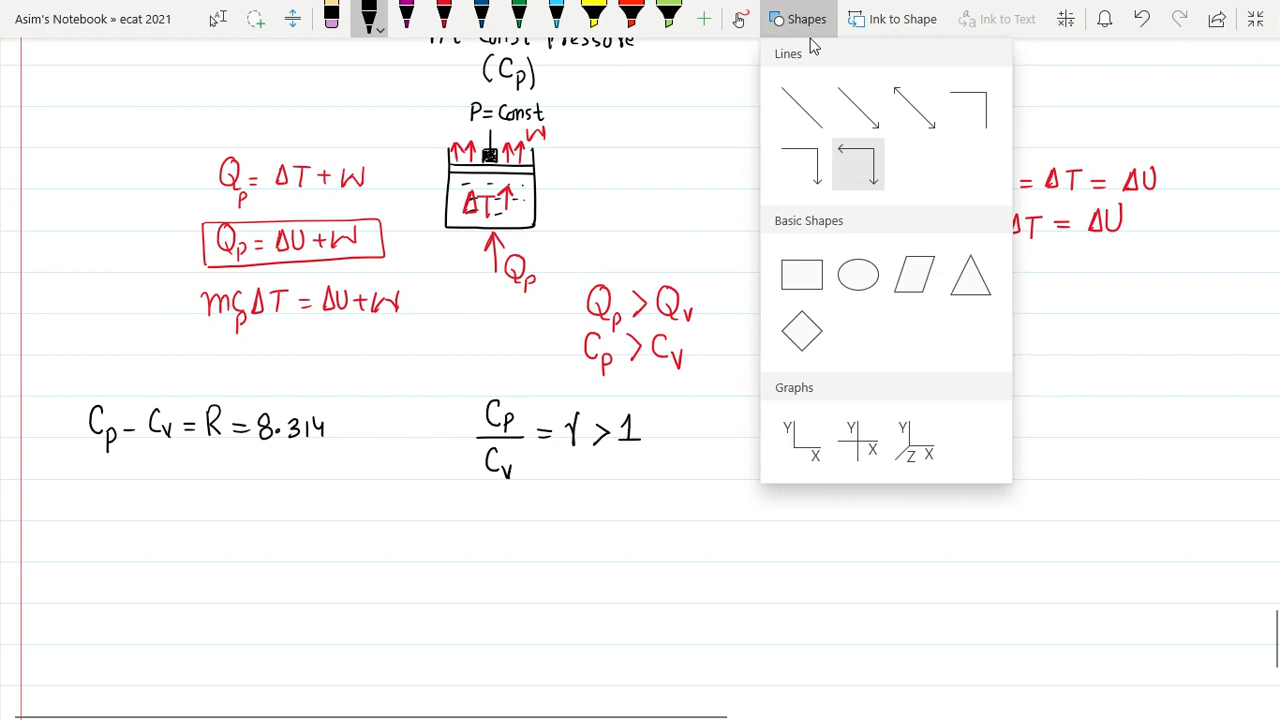 Asim's Notebook » ecat 2021
Shapes
Ink to Shape
Ink to Text
Const pressure
(Cp)
P = Const
W
Qp = ΔT + W
ΔT
Qp = ΔU + W
Qp
mcpΔT = ΔU + W
Qp > Qv
Cp > Cv
= ΔT = ΔU
ΔT = ΔU
Cp - Cv = R = 8.314
Cp
Cv
= γ > 1
Lines
Basic Shapes
Graphs
Y
X
Y
X
Y
Z
X